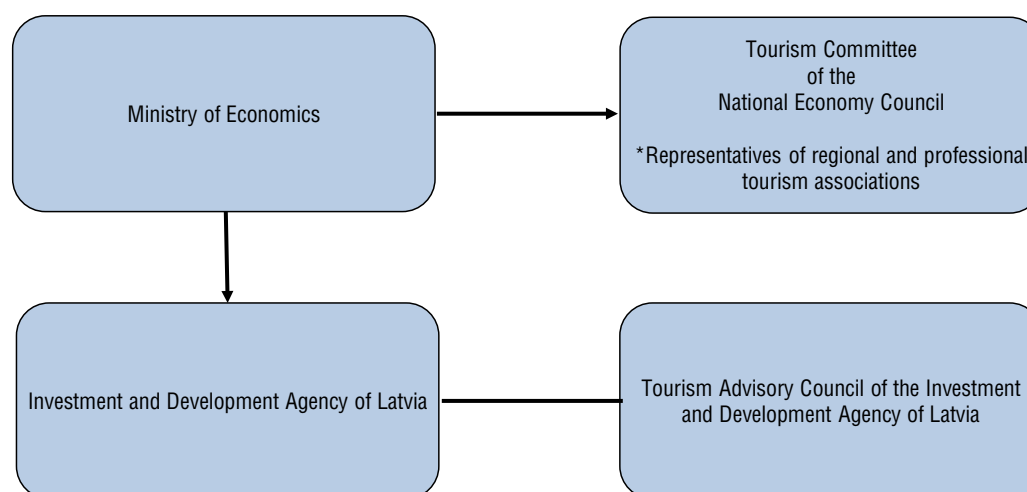 Ministry of Economics
Tourism Committee
of the
National Economy Council
*Representatives of regional and professional
tourism associations
Investment and Development Agency of Latvia
Tourism Advisory Council of the Investment
and Development Agency of Latvia